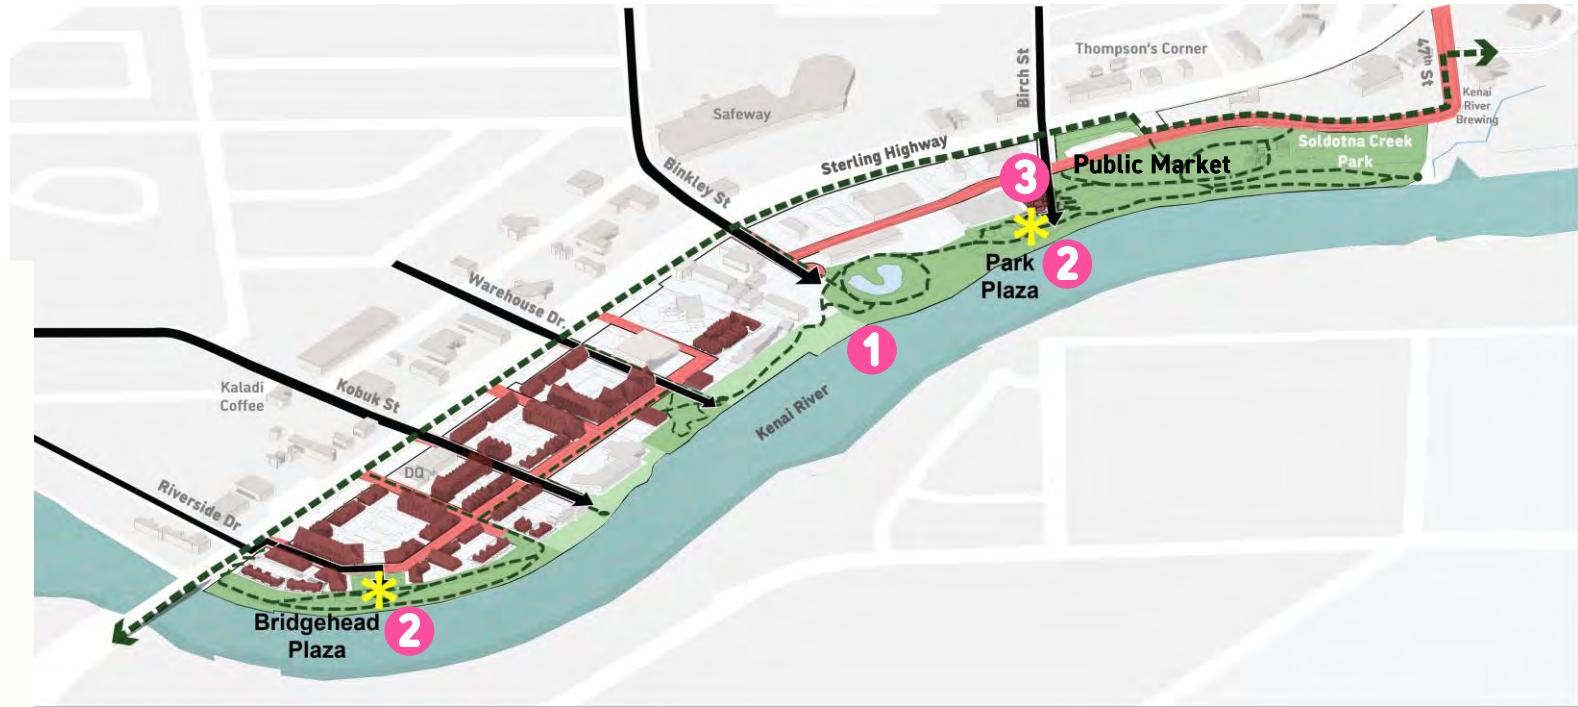 Thompson's Corner
Birch St
47th St
Kenai
River
Brewing
Safeway
Sterling Highway
Soldotna Creek
Park
Public Market
3
Binkley St
Park
Plaza
2
Warehouse Dr.
1
Kaladi
Coffee
Kobuk St
Kenai River
DQ
Riverside Dr
Bridgehead
Plaza
2